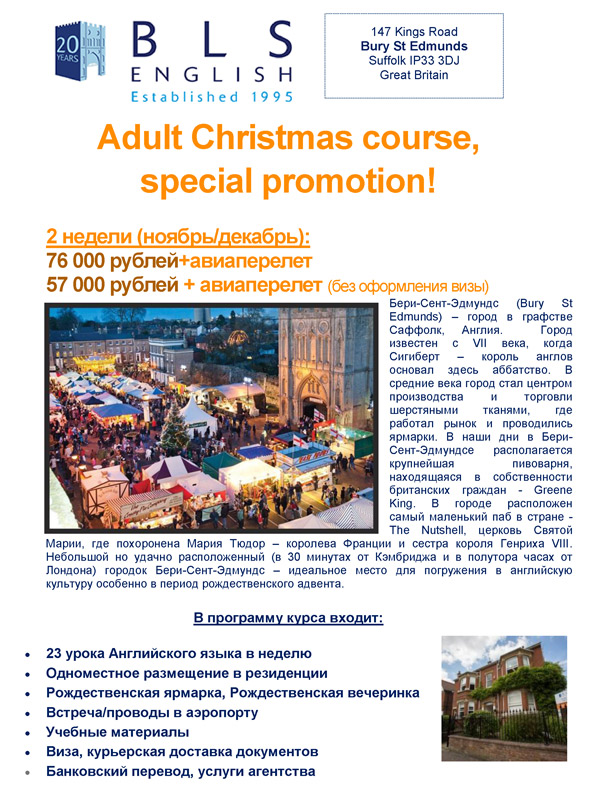 20
YEARS
B L S
ENGLISH
Established 1995
147 Kings Road
Bury St Edmunds
Suffolk IP33 3DJ
Great Britain
Adult Christmas course,
special promotion!
2 недели (ноябрь/декабрь):
76 000 рублей+авиаперелет
57 000 рублей + авиаперелет (без оформления визы)
Бери-Сент-Эдмундс (Bury St
Edmunds) – город в графстве
Саффолк, Англия. Город
известен с VII века, когда
Сигиберт – король англов
основал здесь аббатство. В
средние века город стал центром
производства и торговли
шерстяными тканями, где
работал рынок и проводились
ярмарки. В наши дни в Бери-
Сент-Эдмундсе располагается
крупнейшая пивоварня,
находящаяся в собственности
британских граждан - Greene
King. В городе расположен
самый маленький паб в стране -
The Nutshell, церковь Святой
Марии, где похоронена Мария Тюдор – королева Франции и сестра короля Генриха VIII.
Небольшой но удачно расположенный (в 30 минутах от Кэмбриджа и в полутора часах от
Лондона) городок Бери-Сент-Эдмундс – идеальное место для погружения в английскую
культуру особенно в период рождественского адвента.
В программу курса входит:
• 23 урока Английского языка в неделю
• Одноместное размещение в резиденции
• Рождественская ярмарка, Рождественская вечеринка
• Встреча/проводы в аэропорту
• Учебные материалы
• Виза, курьерская доставка документов
• Банковский перевод, услуги агентства